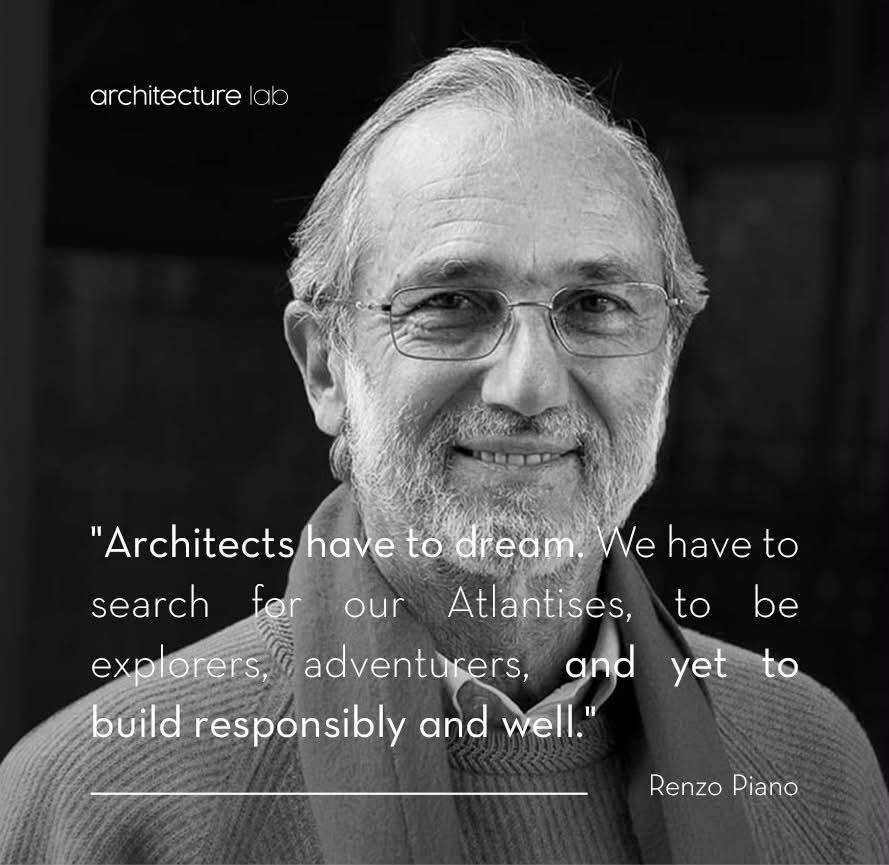 architecture lab
"Architects have to dream. We have to
search for our Atlantises, to be
explorers, adventurers, and yet to
build responsibly and well."
Renzo Piano